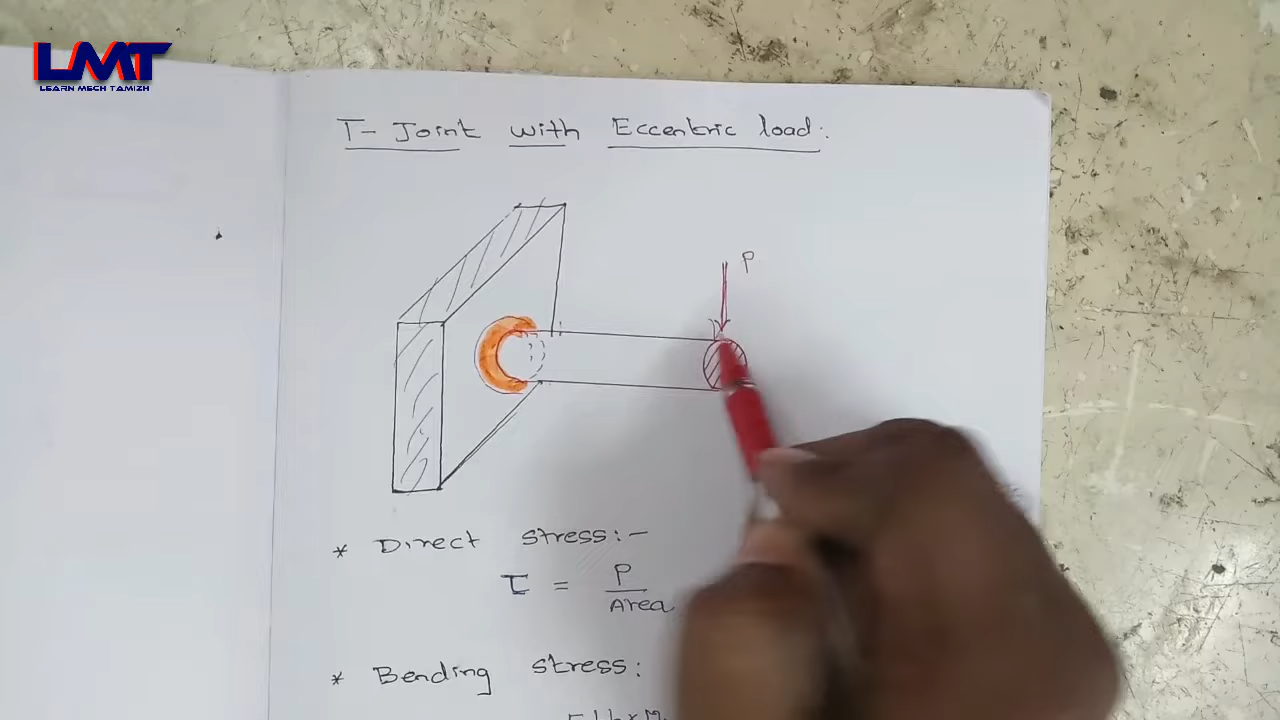 LMT
LEARN MECH TAMIZH
T- Joint with Eccentric load:
P
* Direct stress:-
τ = P / Area
* Bending stress: